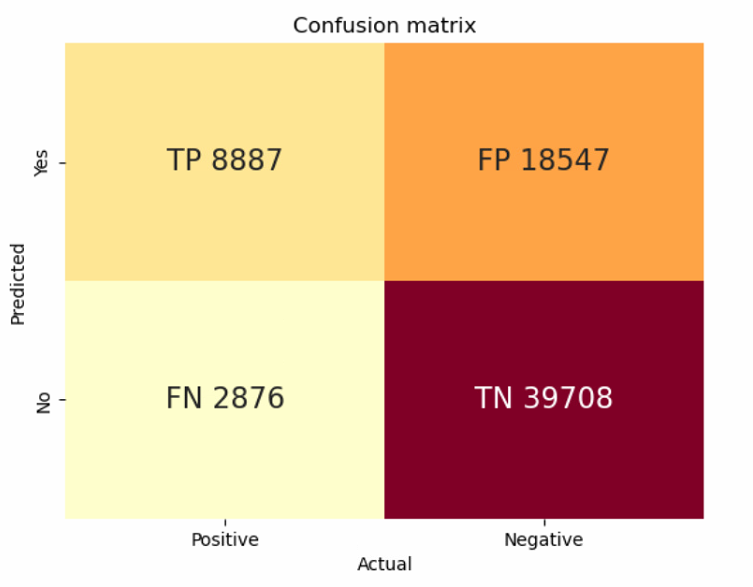 Confusion matrix
Yes
TP 8887
FP 18547
Predicted
No
FN 2876
TN 39708
Positive
Negative
Actual